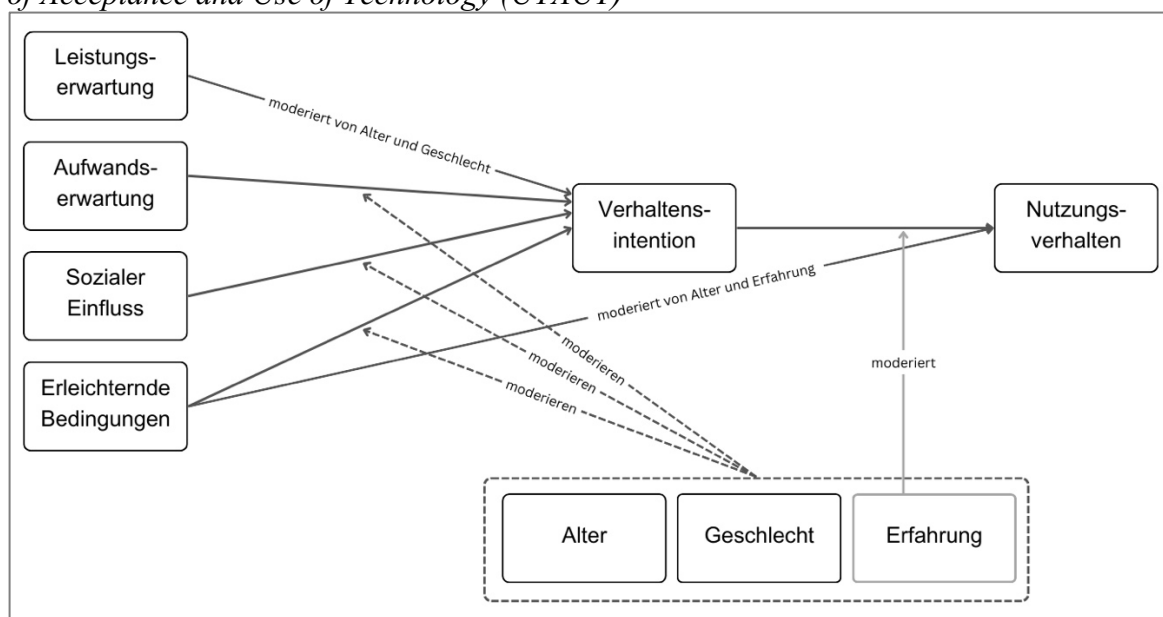 of Acceptance and Use of Technology (UTAUT)
Leistungs-
erwartung
moderiert von Alter und Geschlecht
Aufwands-
erwartung
Verhaltens-
intention
Nutzungs-
verhalten
Sozialer
Einfluss
moderiert von Alter und Erfahrung
Erleichternde
Bedingungen
moderieren
moderieren
moderieren
moderiert
Alter
Geschlecht
Erfahrung